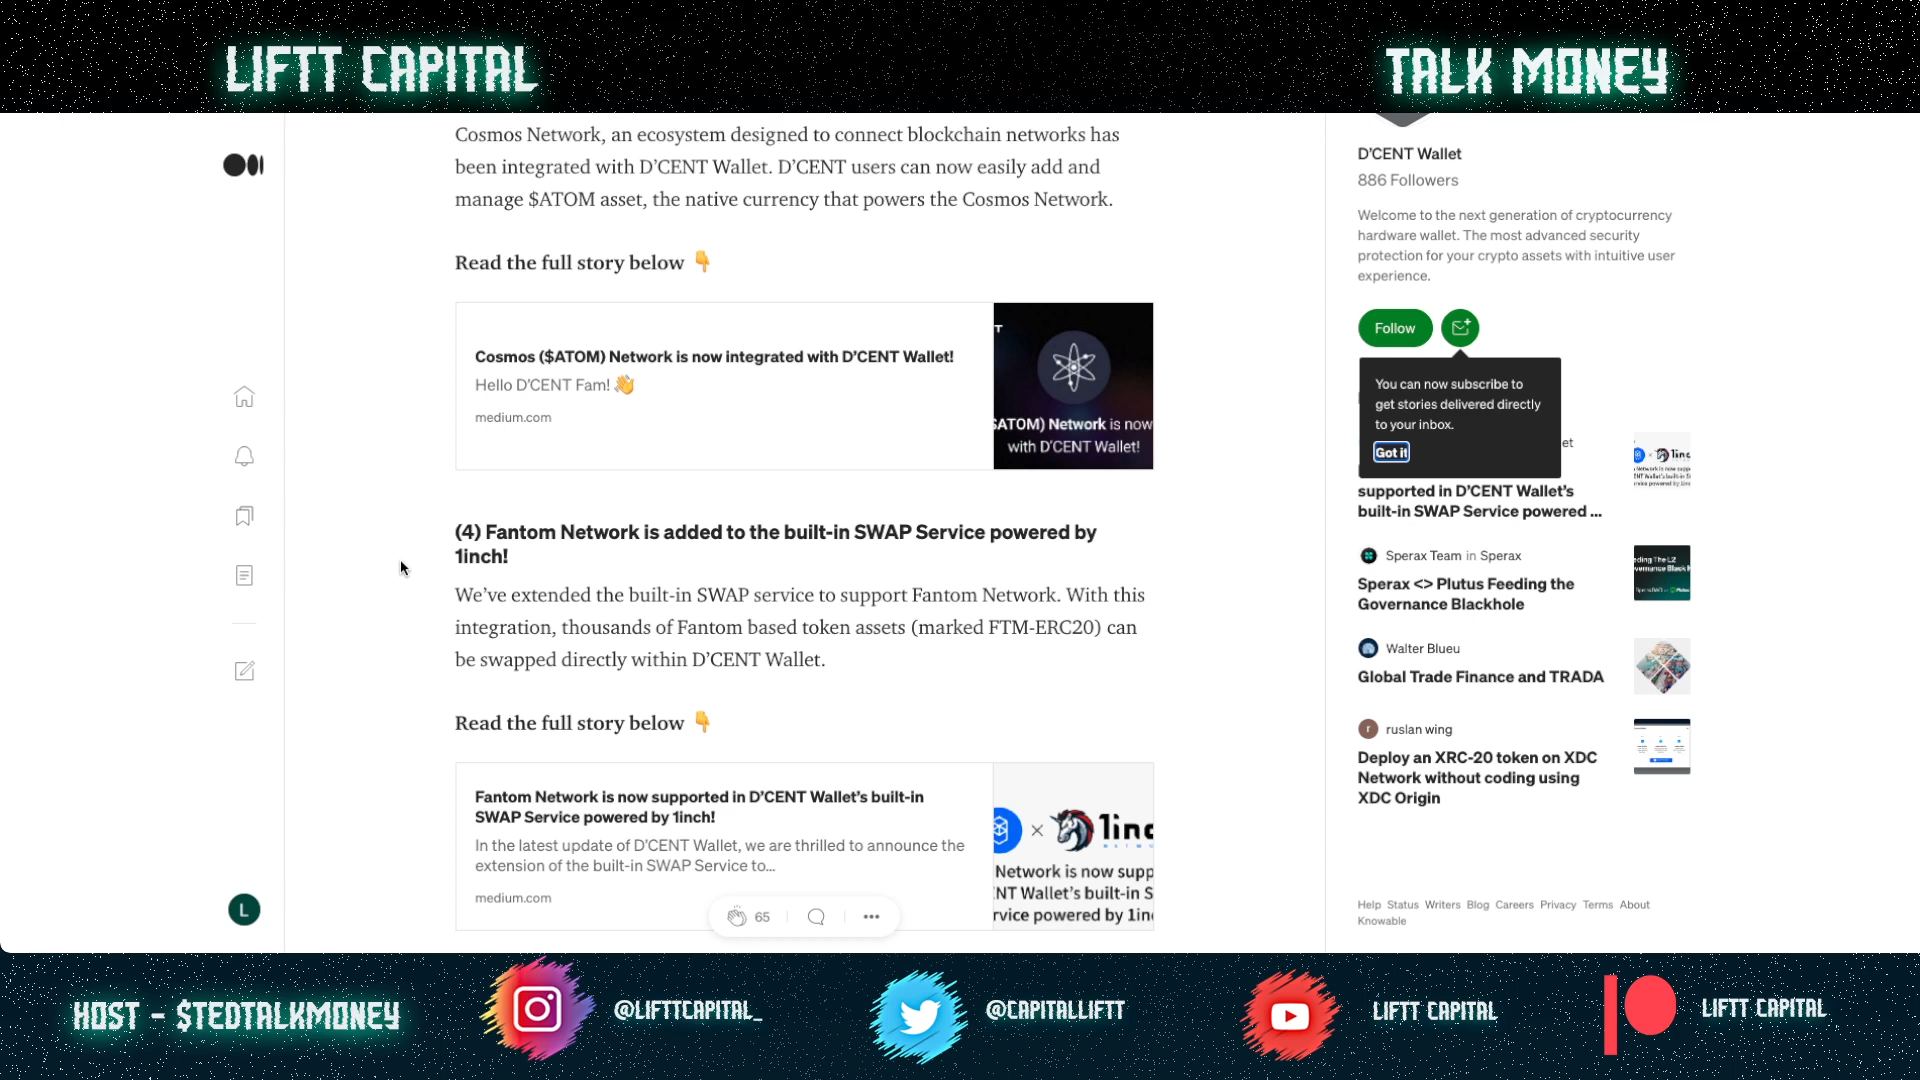 LIFTT CAPITAL
TALK MONEY
Cosmos Network, an ecosystem designed to connect blockchain networks has
been integrated with D’CENT Wallet. D’CENT users can now easily add and
manage $ATOM asset, the native currency that powers the Cosmos Network.
Read the full story below 👇
Cosmos ($ATOM) Network is now integrated with D’CENT Wallet!
Hello D’CENT Fam! 👋
medium.com
T
$ATOM) Network is now
with D’CENT Wallet!
(4) Fantom Network is added to the built-in SWAP Service powered by
1inch!
We’ve extended the built-in SWAP service to support Fantom Network. With this
integration, thousands of Fantom based token assets (marked FTM-ERC20) can
be swapped directly within D’CENT Wallet.
Read the full story below 👇
Fantom Network is now supported in D’CENT Wallet’s built-in
SWAP Service powered by 1inch!
In the latest update of D’CENT Wallet, we are thrilled to announce the
extension of the built-in SWAP Service to...
medium.com
1inc
Network is now supp
NT Wallet’s built-in S
rvice powered by 1in
65
L
D’CENT Wallet
886 Followers
Welcome to the next generation of cryptocurrency
hardware wallet. The most advanced security
protection for your crypto assets with intuitive user
experience.
Follow
You can now subscribe to
get stories delivered directly
to your inbox.
Got it
et
supported in D’CENT Wallet’s
built-in SWAP Service powered ...
Sperax Team in Sperax
Sperax <> Plutus Feeding the
Governance Blackhole
Walter Blueu
Global Trade Finance and TRADA
r
ruslan wing
Deploy an XRC-20 token on XDC
Network without coding using
XDC Origin
Help Status Writers Blog Careers Privacy Terms About
Knowable
HOST - $TEDTALKMONEY
@LIFTTCAPITAL_
@CAPITALLIFTT
LIFTT CAPITAL
LIFTT CAPITAL